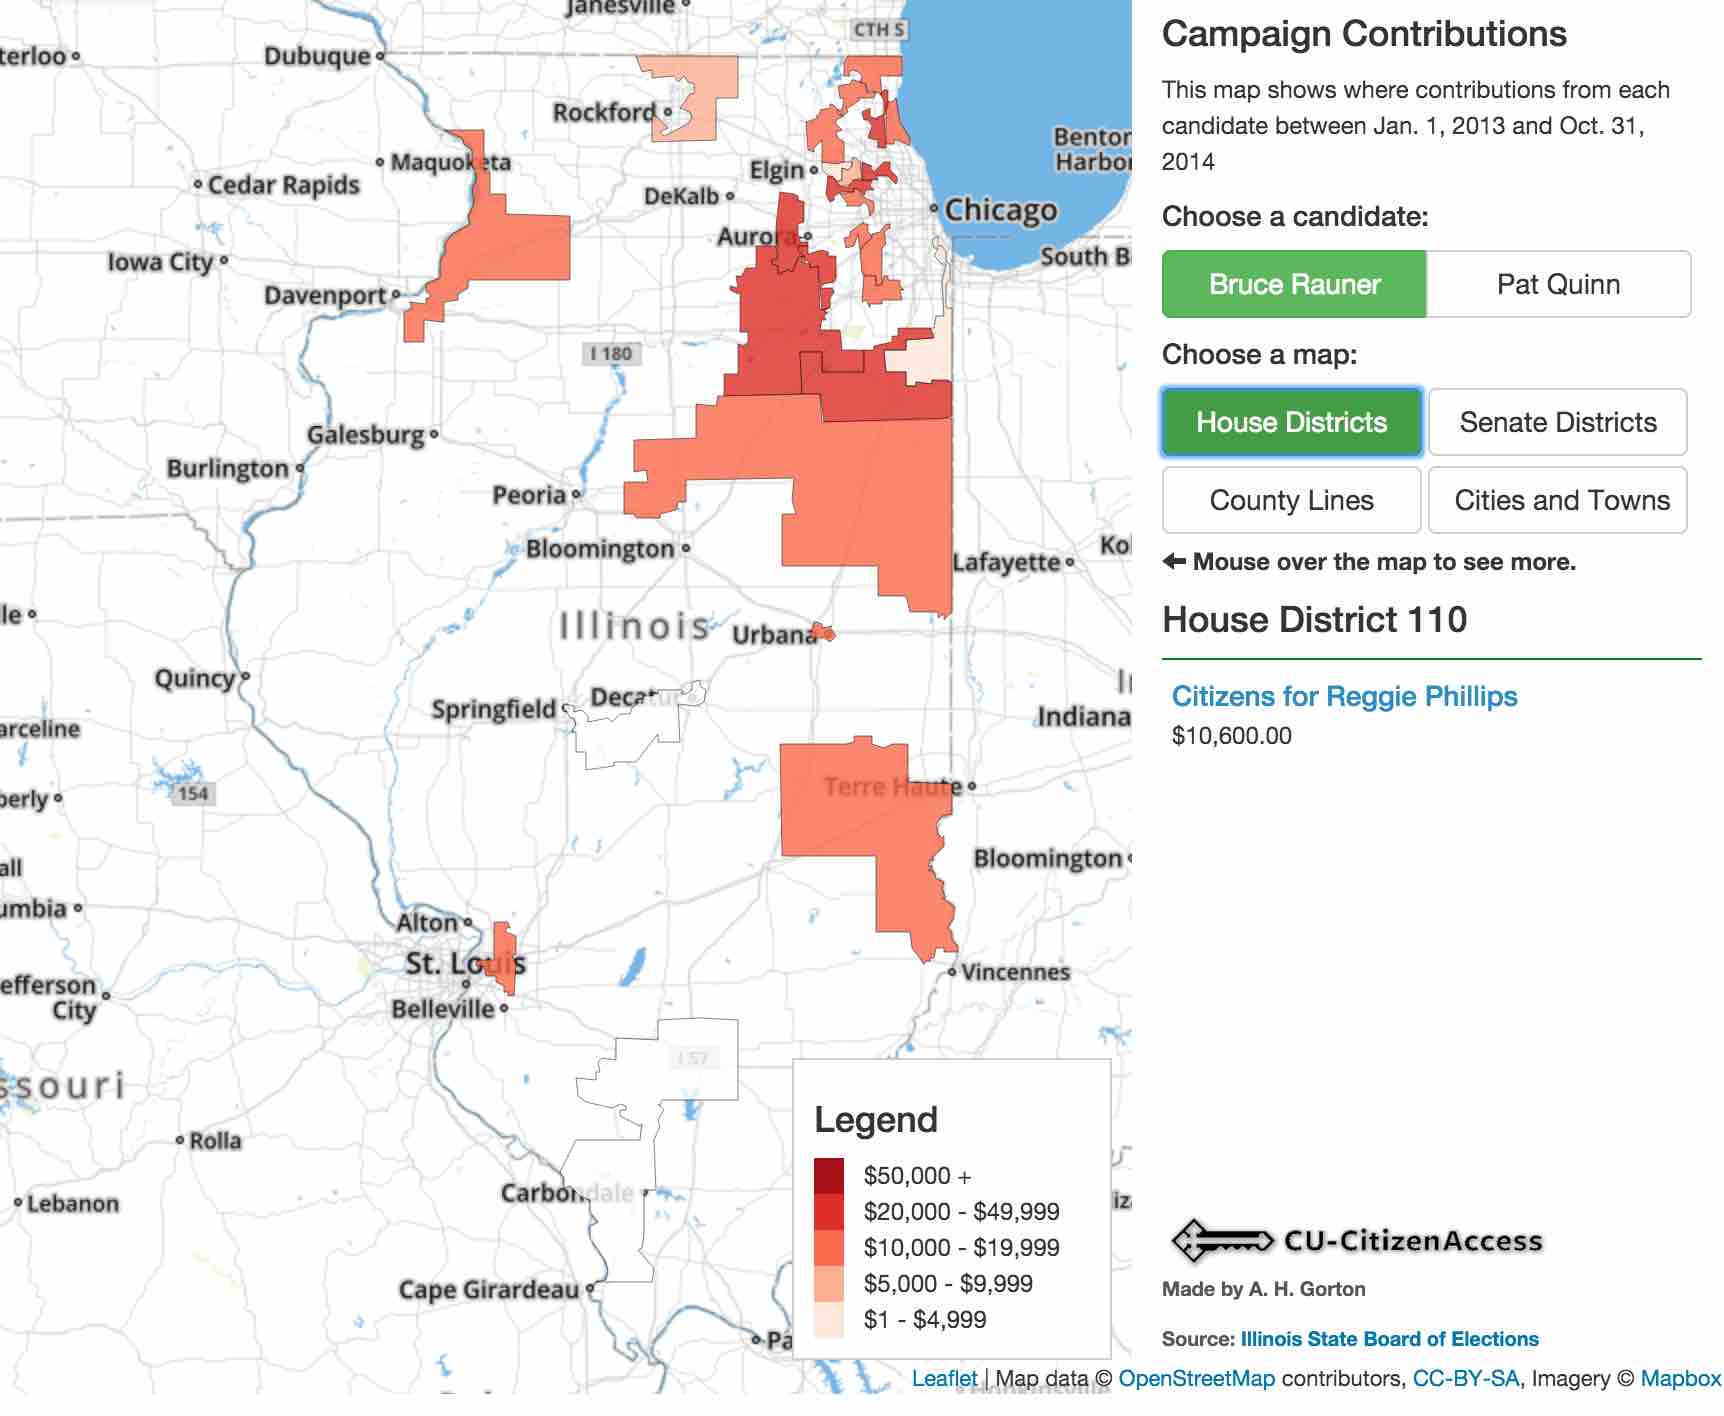 Janesville
CTH S
terloo
Dubuque
Rockford
Benton
Harbor
Maquoketa
Elgin
Cedar Rapids
DeKalb
Chicago
Aurora
South B
Iowa City
Davenport
I 180
Galesburg
Burlington
Peoria
Bloomington
Lafayette
Ko
le
Illinois
Urbana
Quincy
Decatur
Springfield
Indiana
arceline
Terre Haute
154
berly
Bloomington
all
umbia
Alton
St. Louis
Vincennes
efferson
City
Belleville
I 57
ssouri
Rolla
Carbondale
Lebanon
Cape Girardeau
Pa
Hopkinsville
Legend
$50,000 +
$20,000 - $49,999
$10,000 - $19,999
$5,000 - $9,999
$1 - $4,999
Campaign Contributions
This map shows where contributions from each
candidate between Jan. 1, 2013 and Oct. 31,
2014
Choose a candidate:
Bruce Rauner
Pat Quinn
Choose a map:
House Districts
Senate Districts
County Lines
Cities and Towns
Mouse over the map to see more.
House District 110
Citizens for Reggie Phillips
$10,600.00
CU-CitizenAccess
Made by A. H. Gorton
Source: Illinois State Board of Elections
Leaflet | Map data © OpenStreetMap contributors, CC-BY-SA, Imagery © Mapbox